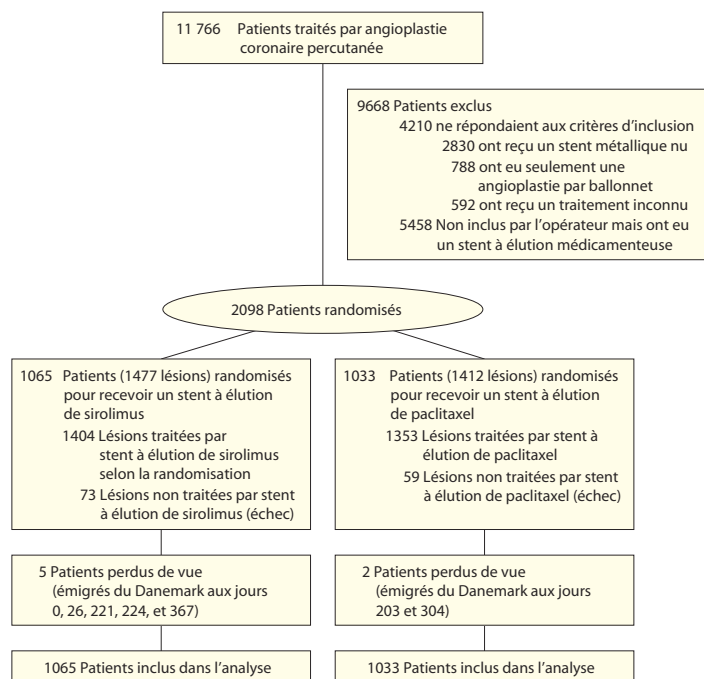 11 766 Patients traités par angioplastie
coronaire percutanée
9668 Patients exclus
4210 ne répondaient aux critères d'inclusion
2830 ont reçu un stent métallique nu
788 ont eu seulement une
angioplastie par ballonnet
592 ont reçu un traitement inconnu
5458 Non inclus par l'opérateur mais ont eu
un stent à élution médicamenteuse
2098 Patients randomisés
1065 Patients (1477 lésions) randomisés
pour recevoir un stent à élution
de sirolimus
1404 Lésions traitées par
stent à élution de sirolimus
selon la randomisation
73 Lésions non traitées par stent
à élution de sirolimus (échec)
1033 Patients (1412 lésions) randomisés
pour recevoir un stent à élution
de paclitaxel
1353 Lésions traitées par stent à
élution de paclitaxel
59 Lésions non traitées par stent
à élution de paclitaxel (échec)
5 Patients perdus de vue
(émigrés du Danemark aux jours
0, 26, 221, 224, et 367)
2 Patients perdus de vue
(émigrés du Danemark aux jours
203 et 304)
1065 Patients inclus dans l'analyse
1033 Patients inclus dans l'analyse